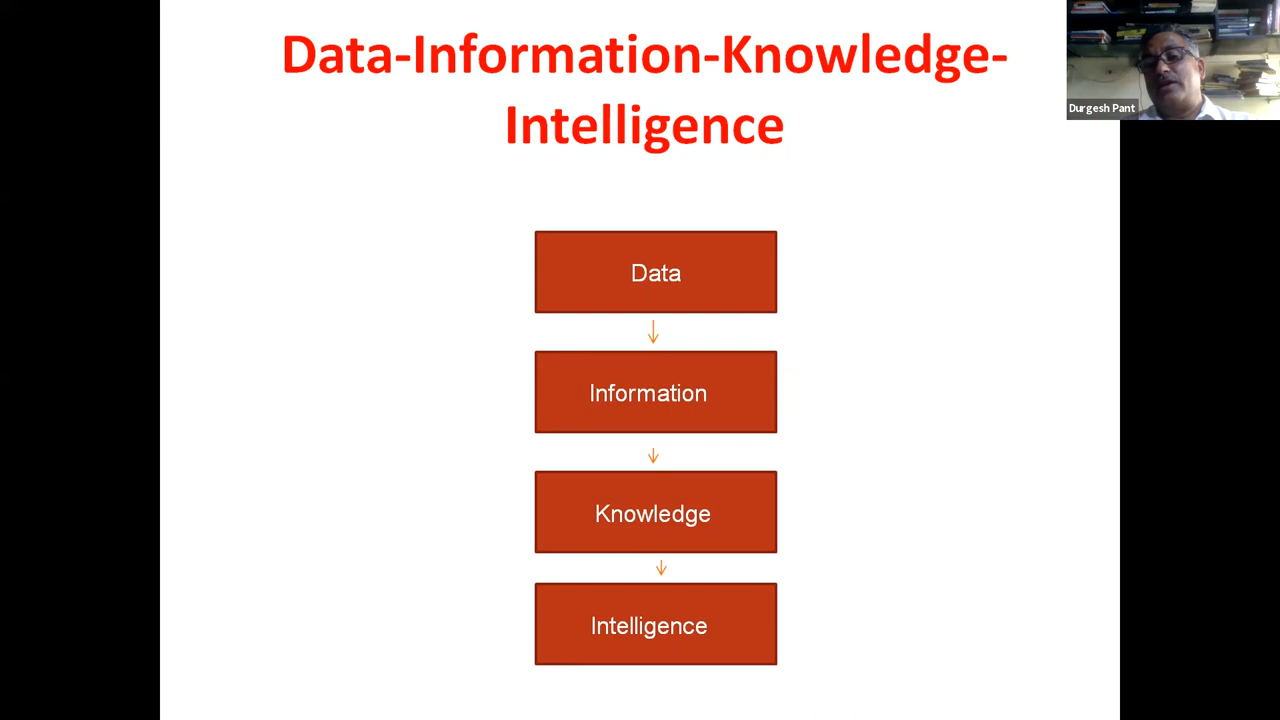 Data-Information-Knowledge-
Intelligence
Durgesh Pant
Data
Information
Knowledge
Intelligence